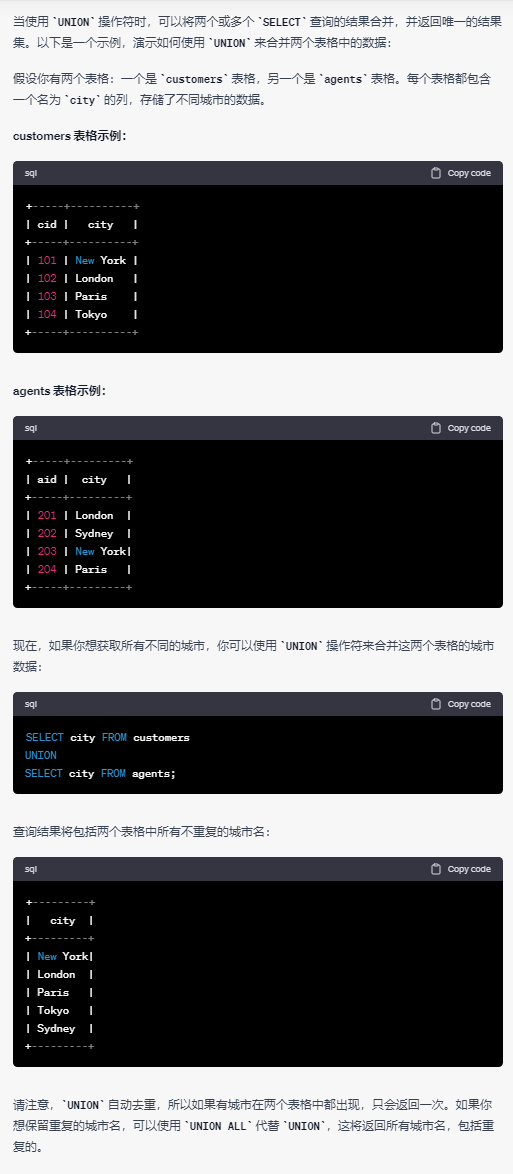 当使用 `UNION` 操作符时，可以将两个或多个 `SELECT` 查询的结果合并，并返回唯一的结果
集。以下是一个示例，演示如何使用 `UNION` 来合并两个表格中的数据：
假设你有两个表格：一个是 `customers` 表格，另一个是 `agents` 表格。每个表格都包含
一个名为 `city` 的列，存储了不同城市的数据。
customers 表格示例：
sql Copy code
+-----+----------+
| cid |   city   |
+-----+----------+
| 101 | New York |
| 102 | London   |
| 103 | Paris    |
| 104 | Tokyo    |
+-----+----------+
agents 表格示例：
sql Copy code
+-----+---------+
| aid |  city   |
+-----+---------+
| 201 | London  |
| 202 | Sydney  |
| 203 | New York|
| 204 | Paris   |
+-----+---------+
现在，如果你想获取所有不同的城市，你可以使用 `UNION` 操作符来合并这两个表格的城市
数据：
sql Copy code
SELECT city FROM customers
UNION
SELECT city FROM agents;
查询结果将包括两个表格中所有不重复的城市名：
sql Copy code
+---------+
|   city  |
+---------+
| New York|
| London  |
| Paris   |
| Tokyo   |
| Sydney  |
+---------+
请注意，`UNION` 自动去重，所以如果有城市在两个表格中都出现，只会返回一次。如果你
想保留重复的城市名，可以使用 `UNION ALL` 代替 `UNION`，这将返回所有城市名，包括重
复的。